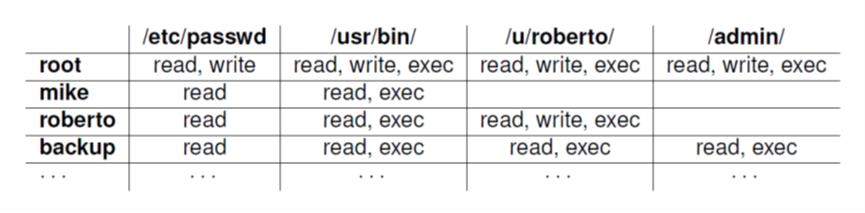 /etc/passwd /usr/bin/ /u/roberto/ /admin/
root read, write read, write, exec read, write, exec read, write, exec
mike read read, exec
roberto read read, exec read, write, exec
backup read read, exec read, exec read, exec
. . . . . . . . . . . . . . .